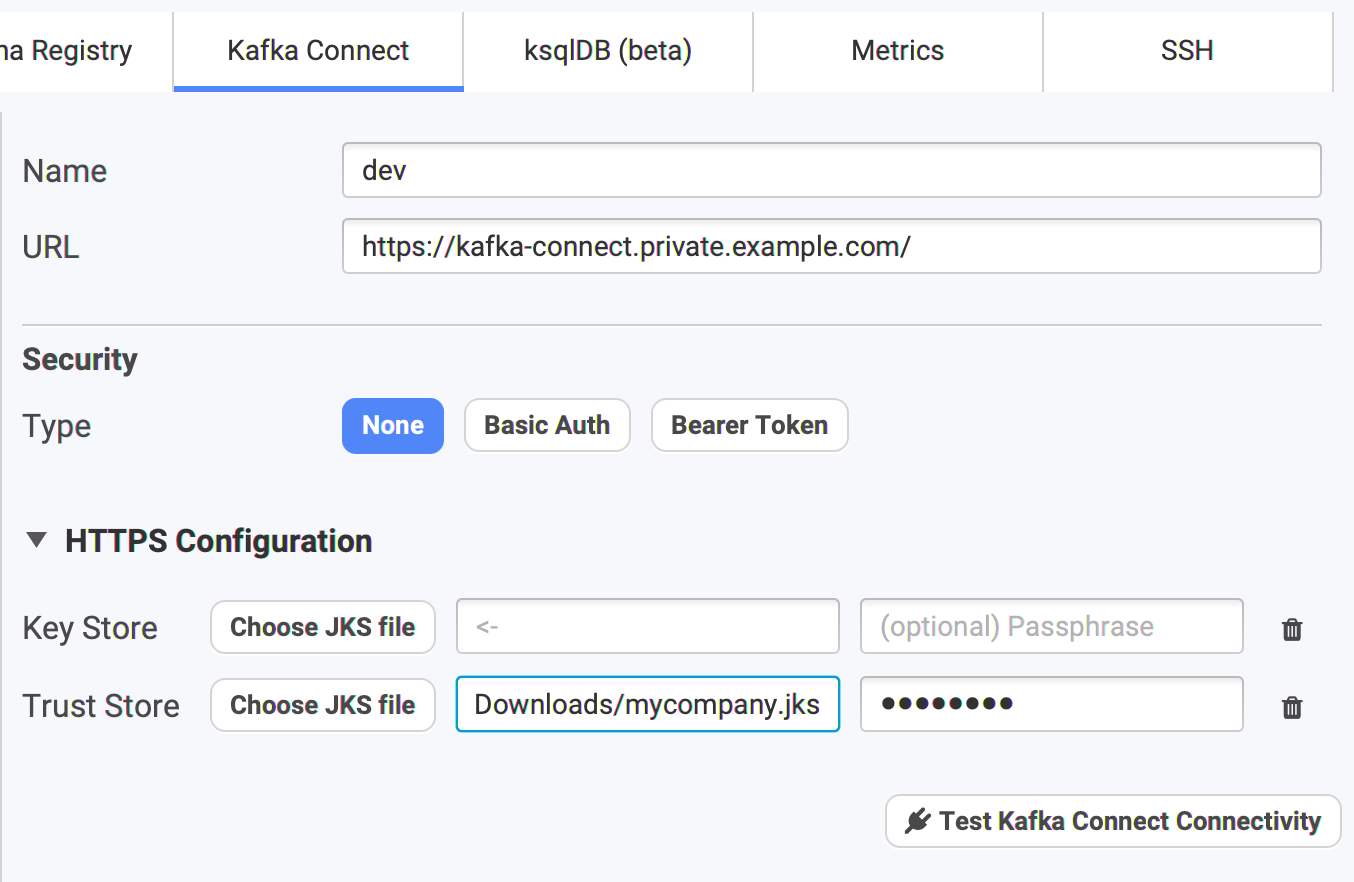 na Registry Kafka Connect ksqlDB (beta) Metrics SSH
Name dev
URL https://kafka-connect.private.example.com/
Security
Type None Basic Auth Bearer Token
HTTPS Configuration
Key Store Choose JKS file <- (optional) Passphrase
Trust Store Choose JKS file Downloads/mycompany.jks ••••••••
Test Kafka Connect Connectivity